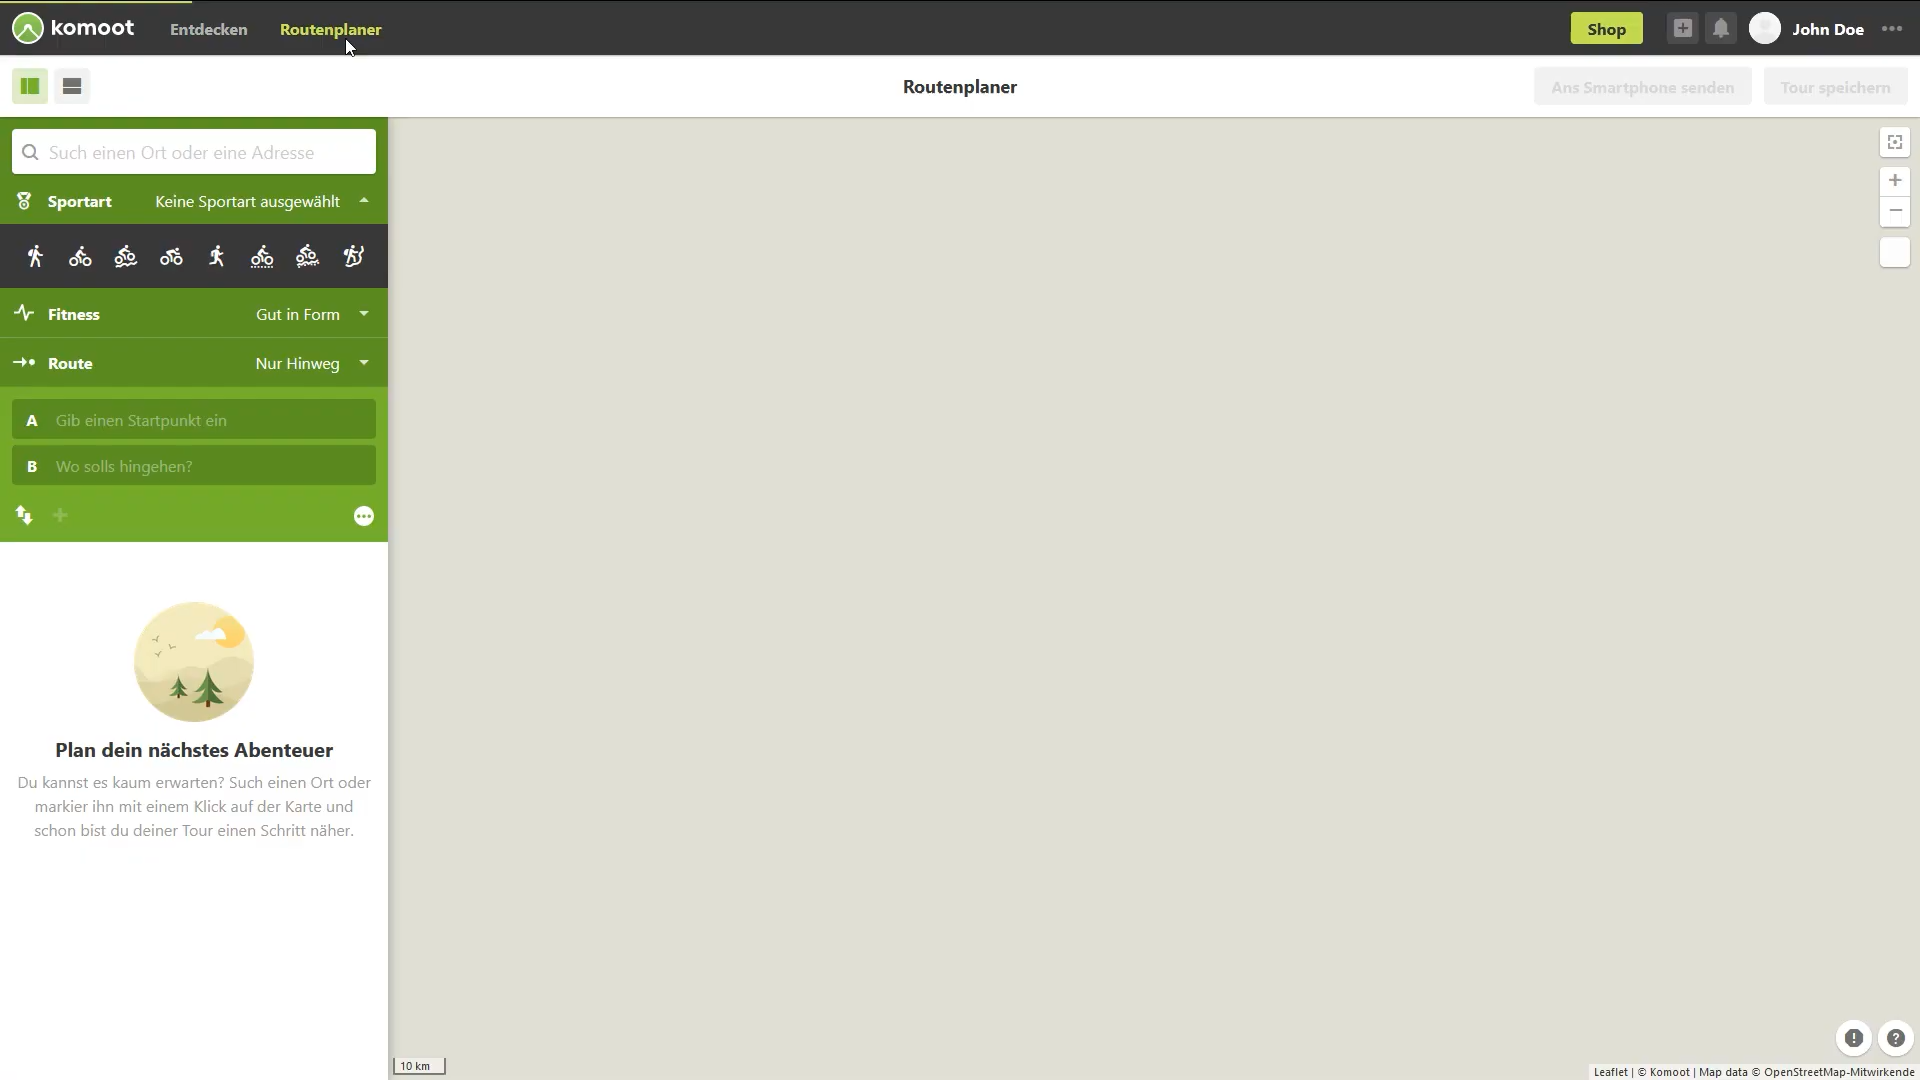 komoot
Entdecken
Routenplaner
Shop
John Doe
Routenplaner
Ans Smartphone senden
Tour speichern
Such einen Ort oder eine Adresse
Sportart Keine Sportart ausgewählt
Fitness Gut in Form
Route Nur Hinweg
A Gib einen Startpunkt ein
B Wo solls hingehen?
Plan dein nächstes Abenteuer
Du kannst es kaum erwarten? Such einen Ort oder
markier ihn mit einem Klick auf der Karte und
schon bist du deiner Tour einen Schritt näher.
10 km
Leaflet | © Komoot | Map data © OpenStreetMap-Mitwirkende